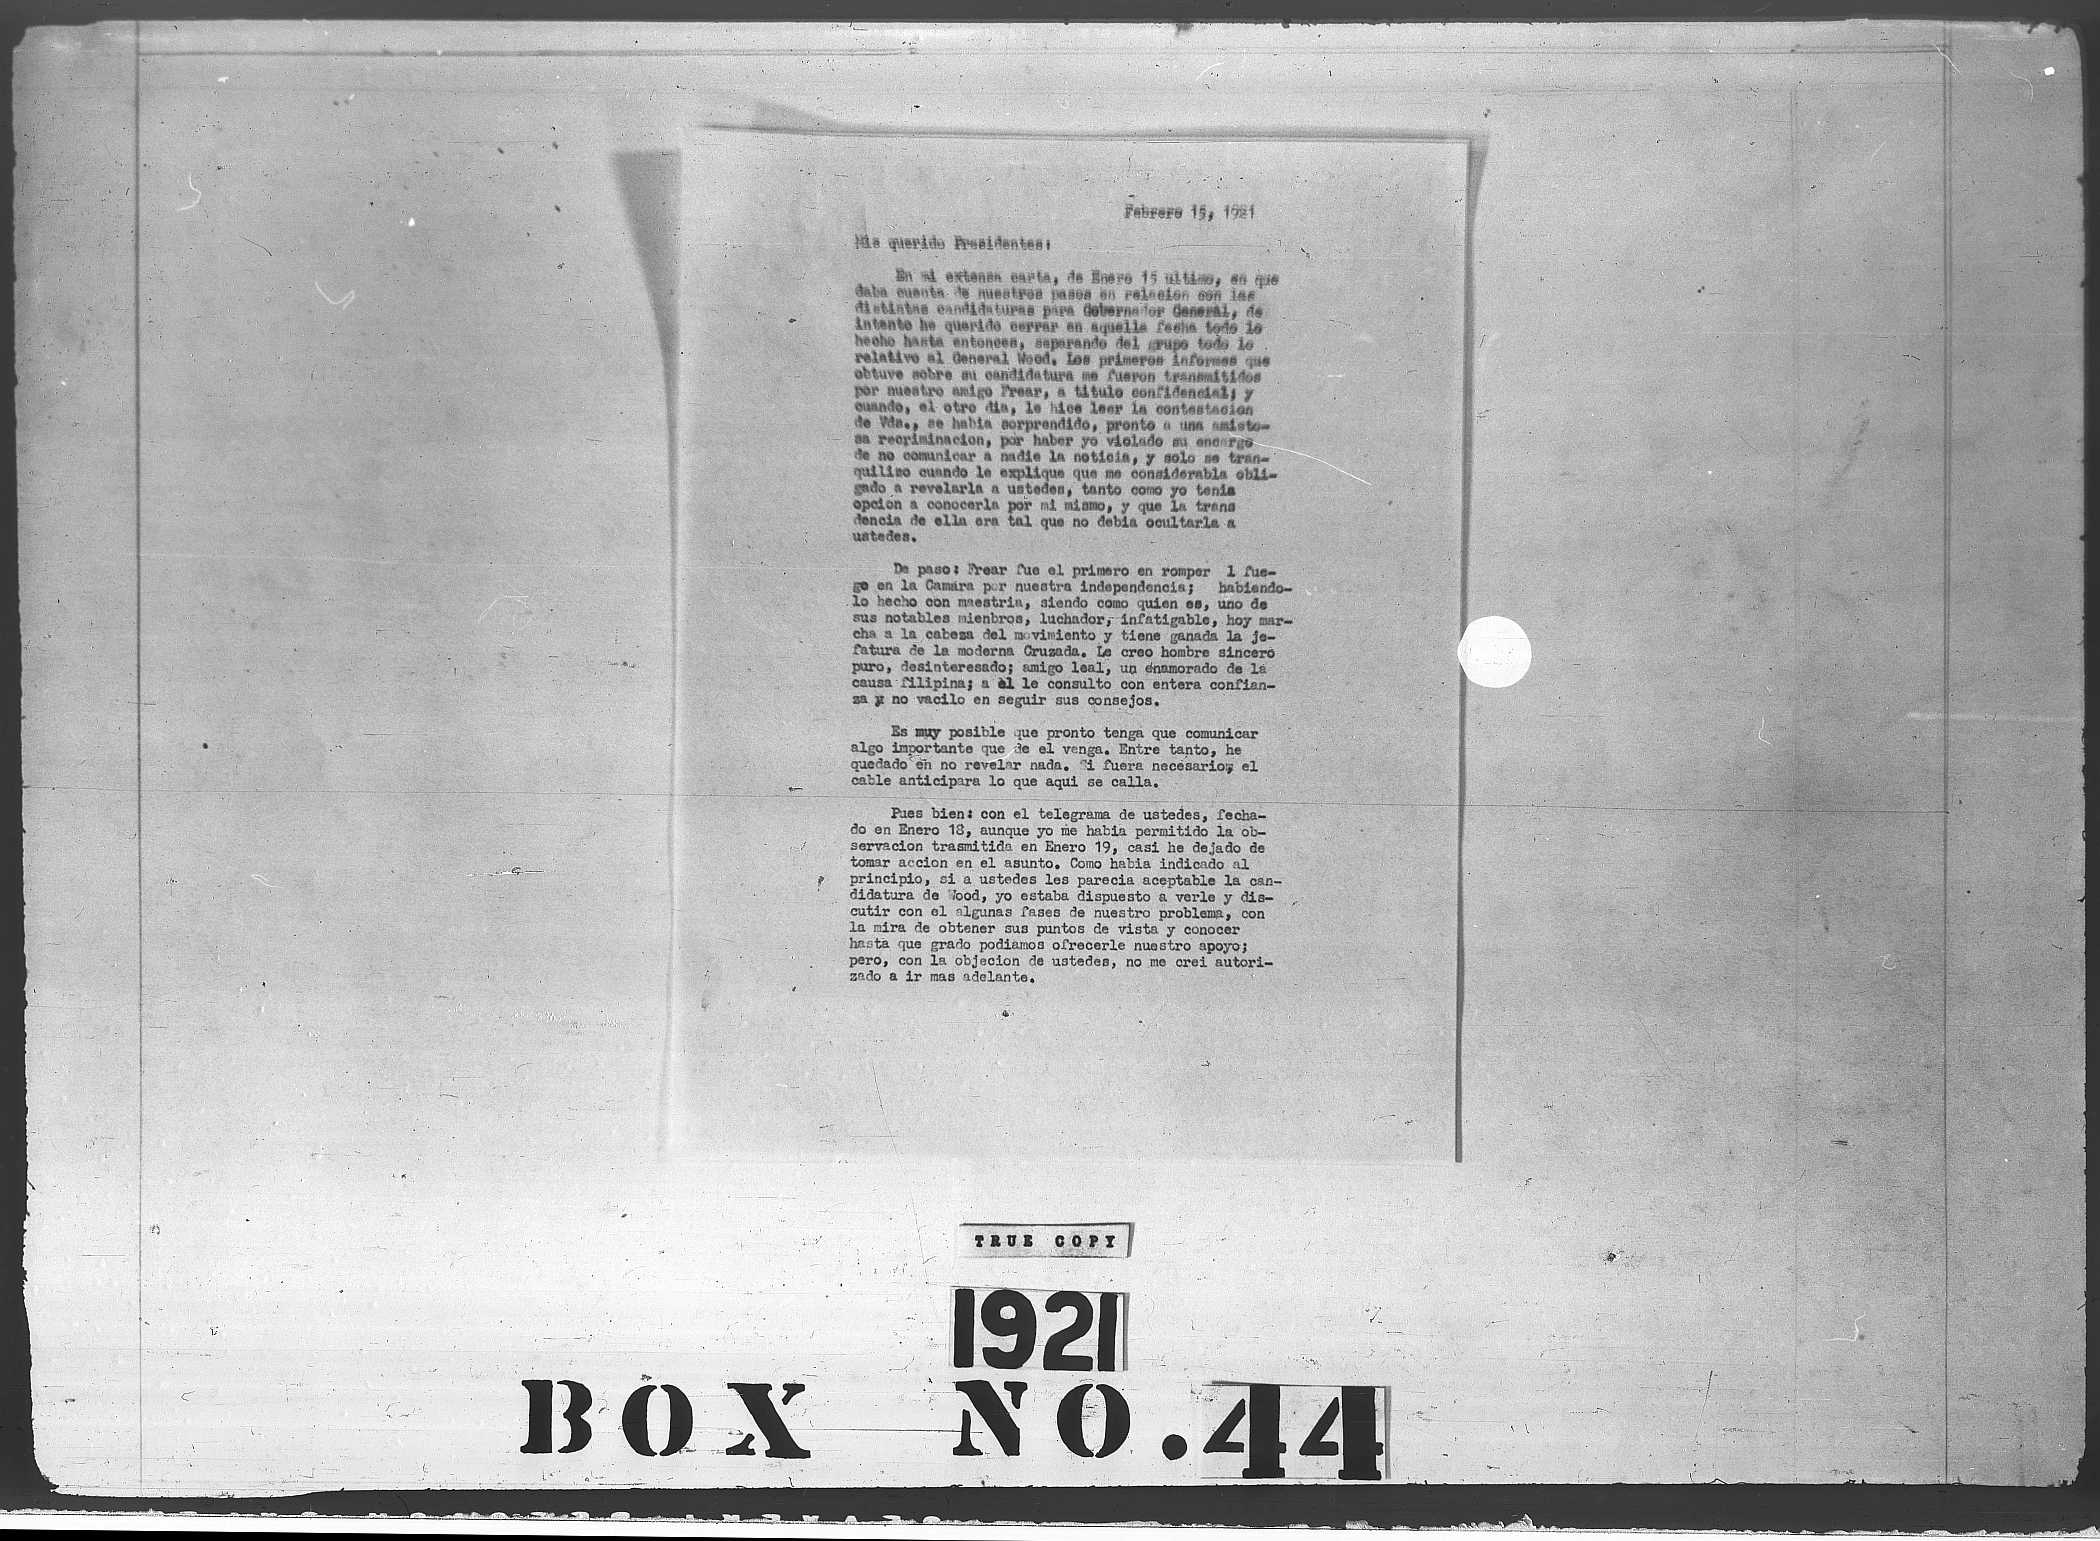 Febrero 15, 1921
Mis querido Presidentes:
En mi extensa carta, de Enero 15 ultimo, en que
daba cuenta de nuestros pasos en relacion con las
distintas candidaturas para Gobernador General, de
intento he querido cerrar en aquella fecha todo lo
hecho hasta entonces, separando del grupo todo lo
relativo al General Wood. Los primeros informes que
obtuve sobre su candidatura me fueron transmitidos
por nuestro amigo Frear, a titulo confidencial; y
cuando, el otro dia, le hice leer la contestacion
de Vds., se habia sorprendido, pronto a una amisto-
sa recriminacion, por haber yo violado su encargo
de no comunicar a nadie la noticia, y solo se tran-
quilizo cuando le explique que me considerabla obli-
gado a revelarla a ustedes, tanto como yo tenia
opcion a conocerla por mi mismo, y que la trans
dencia de ella era tal que no debia ocultarla a
ustedes.
De paso: Frear fue el primero en romper l fue-
go en la Camara por nuestra independencia; habiendo-
lo hecho con maestria, siendo como quien es, uno de
sus notables mienbros, luchador, infatigable, hoy mar-
cha a la cabeza del movimiento y tiene ganada la je-
fatura de la moderna Cruzada. Le creo hombre sincero
puro, desinteresado; amigo leal, un enamorado de la
causa filipina; a èl le consulto con entera confian-
za y no vacilo en seguir sus consejos.
Es muy posible que pronto tenga que comunicar
algo importante que de el venga. Entre tanto, he
quedado en no revelar nada. Si fuera necesario, el
cable anticipara lo que aqui se calla.
Pues bien: con el telegrama de ustedes, fecha-
do en Enero 18, aunque yo me habia permitido la ob-
servacion trasmitida en Enero 19, casi he dejado de
tomar accion en el asunto. Como habia indicado al
principio, si a ustedes les parecia aceptable la can-
didatura de Wood, yo estaba dispuesto a verle y dis-
cutir con el algunas fases de nuestro problema, con
la mira de obtener sus puntos de vista y conocer
hasta que grado podiamos ofrecerle nuestro apoyo;
pero, con la objecion de ustedes, no me crei autori-
zado a ir mas adelante.
TRUE COPY
1921
BOX NO. 44